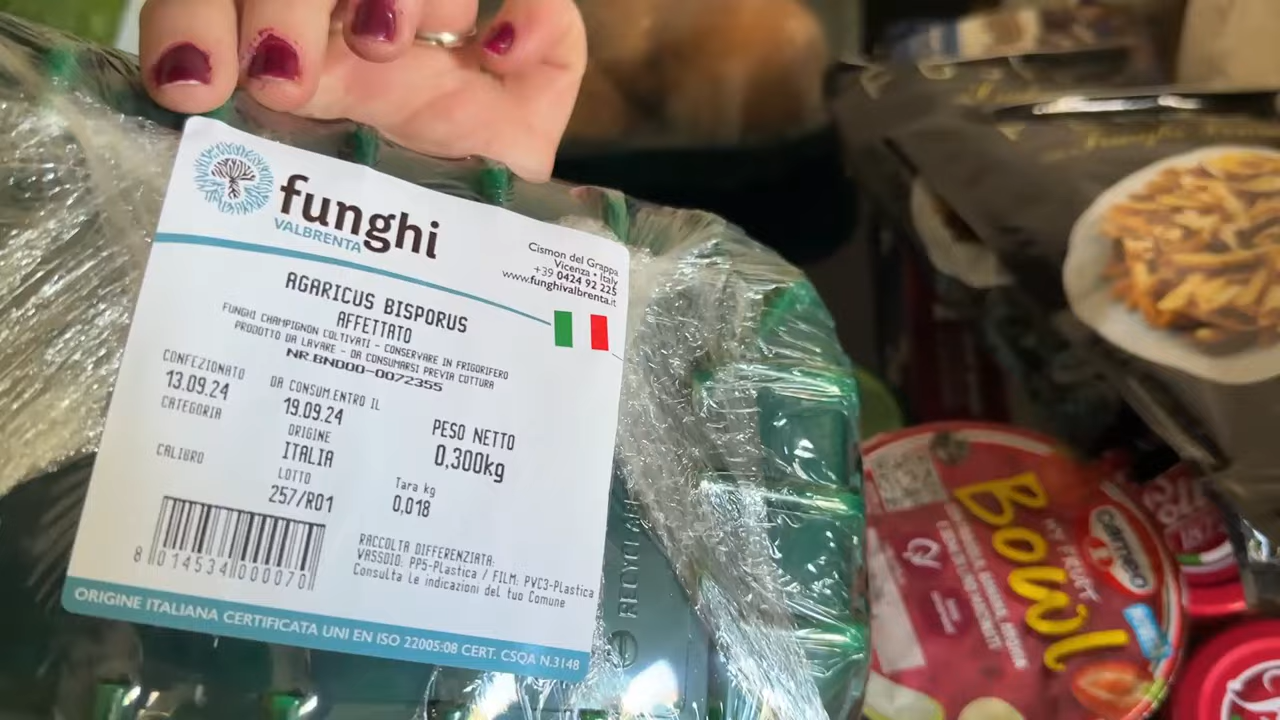 funghi
VALBRENTA
Cismon del Grappa
Vicenza • Italy
+39 0424 92 225
www.funghivalbrenta.it
AGARICUS BISPORUS
AFFETTATO
FUNGHI CHAMPIGNON COLTIVATI - CONSERVARE IN FRIGORIFERO
PRODOTTO DA LAVARE - DA CONSUMARSI PREVIA COTTURA
NR.BNDOO-0072355
CONFEZIONATO
13.09.24
CATEGORIA
CALIBRO
DA CONSUM.ENTRO IL
19.09.24
ORIGINE
ITALIA
LOTTO
257/R01
PESO NETTO
0,300kg
Tara kg
0,018
8 014534 000070
RACCOLTA DIFFERENZIATA:
VASSOIO: PP5-Plastica / FILM: PVC3-Plastica
Consulta le indicazioni del tuo Comune
ORIGINE ITALIANA CERTIFICATA UNI EN ISO 22005:08 CERT. CSQA N.3148
MY FRUIT
Bowl